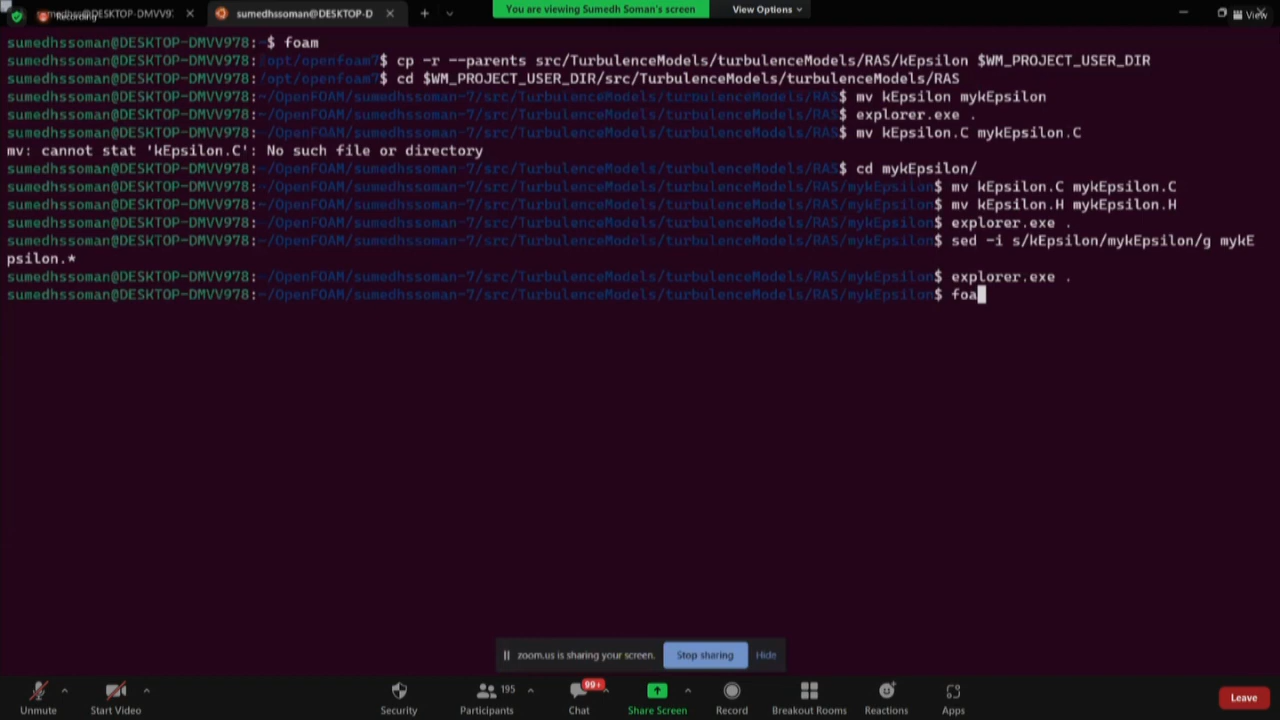 sumedhssoman@DESKTOP-DMVV97
sumedhssoman@DESKTOP-D
You are viewing Sumedh Soman's screen
View Options
View
Recording
sumedhssoman@DESKTOP-DMVV978:~$ foam
sumedhssoman@DESKTOP-DMVV978:/opt/openfoam7$ cp -r --parents src/TurbulenceModels/turbulenceModels/RAS/kEpsilon $WM_PROJECT_USER_DIR
sumedhssoman@DESKTOP-DMVV978:/opt/openfoam7$ cd $WM_PROJECT_USER_DIR/src/TurbulenceModels/turbulenceModels/RAS
sumedhssoman@DESKTOP-DMVV978:~/OpenFOAM/sumedhssoman-7/src/TurbulenceModels/turbulenceModels/RAS$ mv kEpsilon mykEpsilon
sumedhssoman@DESKTOP-DMVV978:~/OpenFOAM/sumedhssoman-7/src/TurbulenceModels/turbulenceModels/RAS$ explorer.exe .
sumedhssoman@DESKTOP-DMVV978:~/OpenFOAM/sumedhssoman-7/src/TurbulenceModels/turbulenceModels/RAS$ mv kEpsilon.C mykEpsilon.C
mv: cannot stat 'kEpsilon.C': No such file or directory
sumedhssoman@DESKTOP-DMVV978:~/OpenFOAM/sumedhssoman-7/src/TurbulenceModels/turbulenceModels/RAS$ cd mykEpsilon/
sumedhssoman@DESKTOP-DMVV978:~/OpenFOAM/sumedhssoman-7/src/TurbulenceModels/turbulenceModels/RAS/mykEpsilon$ mv kEpsilon.C mykEpsilon.C
sumedhssoman@DESKTOP-DMVV978:~/OpenFOAM/sumedhssoman-7/src/TurbulenceModels/turbulenceModels/RAS/mykEpsilon$ mv kEpsilon.H mykEpsilon.H
sumedhssoman@DESKTOP-DMVV978:~/OpenFOAM/sumedhssoman-7/src/TurbulenceModels/turbulenceModels/RAS/mykEpsilon$ explorer.exe .
sumedhssoman@DESKTOP-DMVV978:~/OpenFOAM/sumedhssoman-7/src/TurbulenceModels/turbulenceModels/RAS/mykEpsilon$ sed -i s/kEpsilon/mykEpsilon/g mykE
psilon.*
sumedhssoman@DESKTOP-DMVV978:~/OpenFOAM/sumedhssoman-7/src/TurbulenceModels/turbulenceModels/RAS/mykEpsilon$ explorer.exe .
sumedhssoman@DESKTOP-DMVV978:~/OpenFOAM/sumedhssoman-7/src/TurbulenceModels/turbulenceModels/RAS/mykEpsilon$ foa
zoom.us is sharing your screen. Stop sharing Hide
195 99+
Unmute Start Video Security Participants Chat Share Screen Record Breakout Rooms Reactions Apps Leave